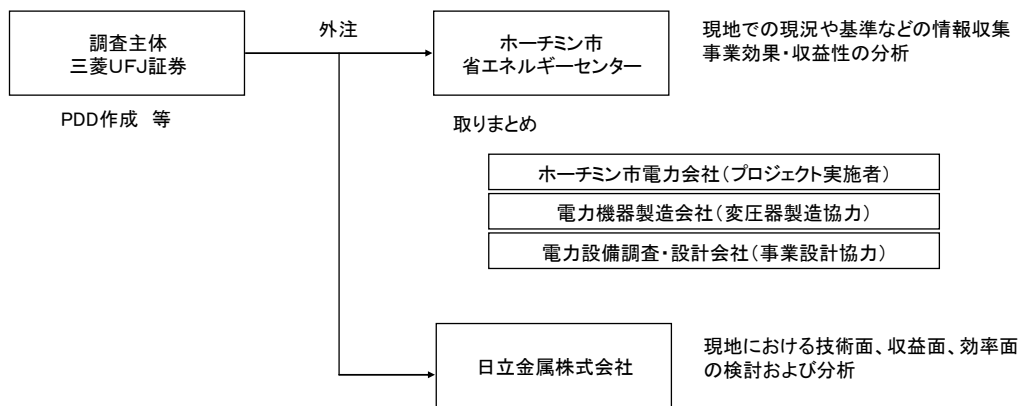 調査主体
三菱UFJ証券
外注
ホーチミン市
省エネルギーセンター
現地での現況や基準などの情報収集
事業効果・収益性の分析
PDD作成　等
取りまとめ
ホーチミン市電力会社（プロジェクト実施者）
電力機器製造会社（変圧器製造協力）
電力設備調査・設計会社（事業設計協力）
日立金属株式会社
現地における技術面、収益面、効率面
の検討および分析